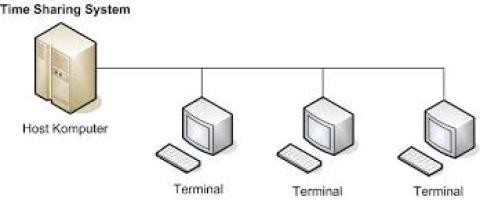 Time Sharing System
Host Komputer
Terminal
Terminal
Terminal